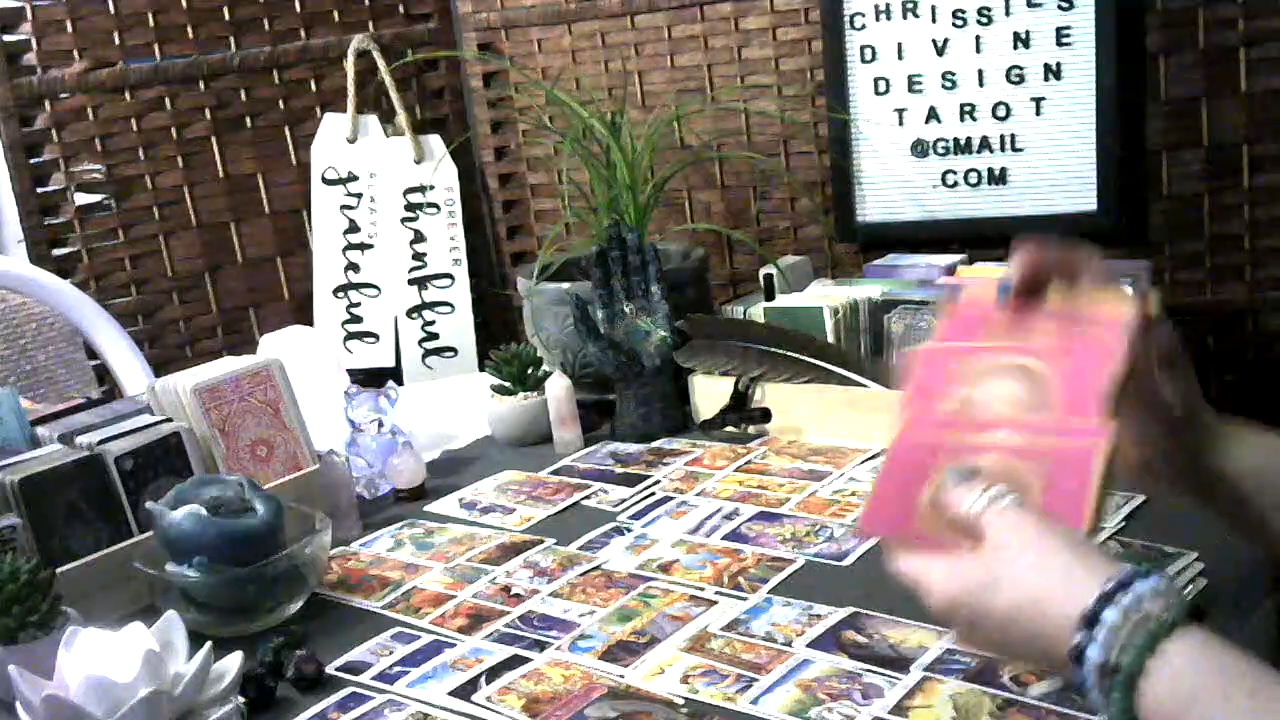 CHRISSIES
DIVINE
DESIGN
TAROT
@GMAIL
.COM
ALWAYS
grateful
FOREVER
thankful